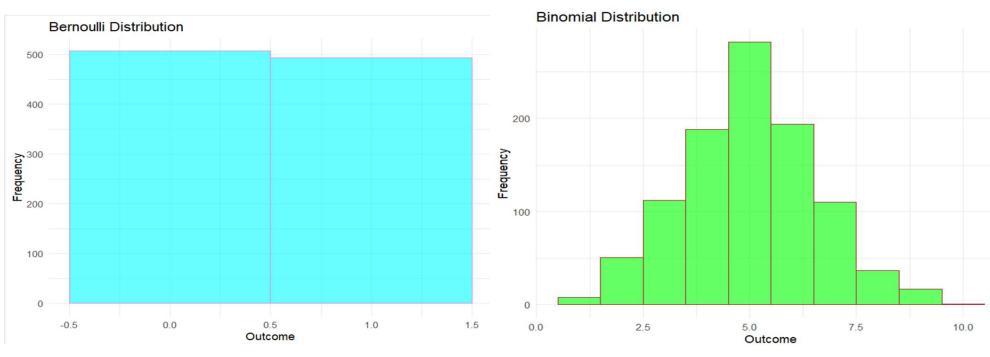 Bernoulli Distribution
500
400
300
200
100
0
Frequency
-0.5 0.0 0.5 1.0 1.5
Outcome
Binomial Distribution
200
100
0
Frequency
0.0 2.5 5.0 7.5 10.0
Outcome